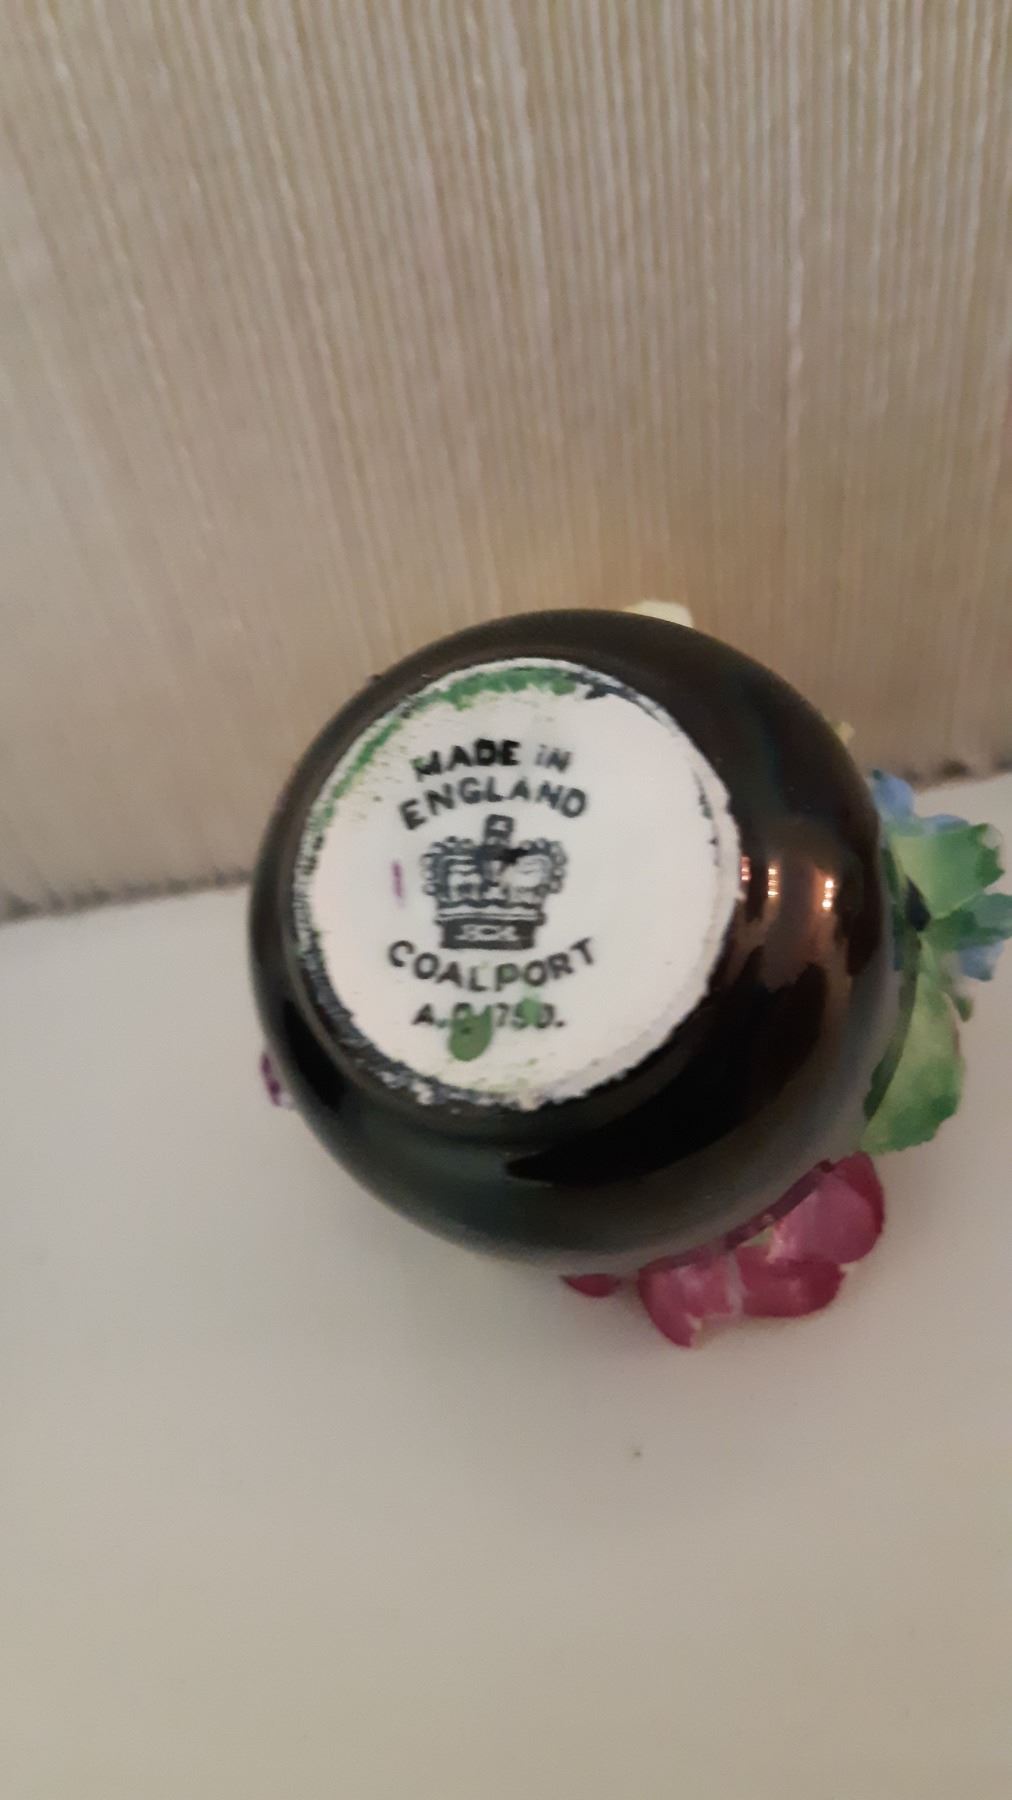 MADE IN
ENGLAND
COALPORT
A.D. 1750.